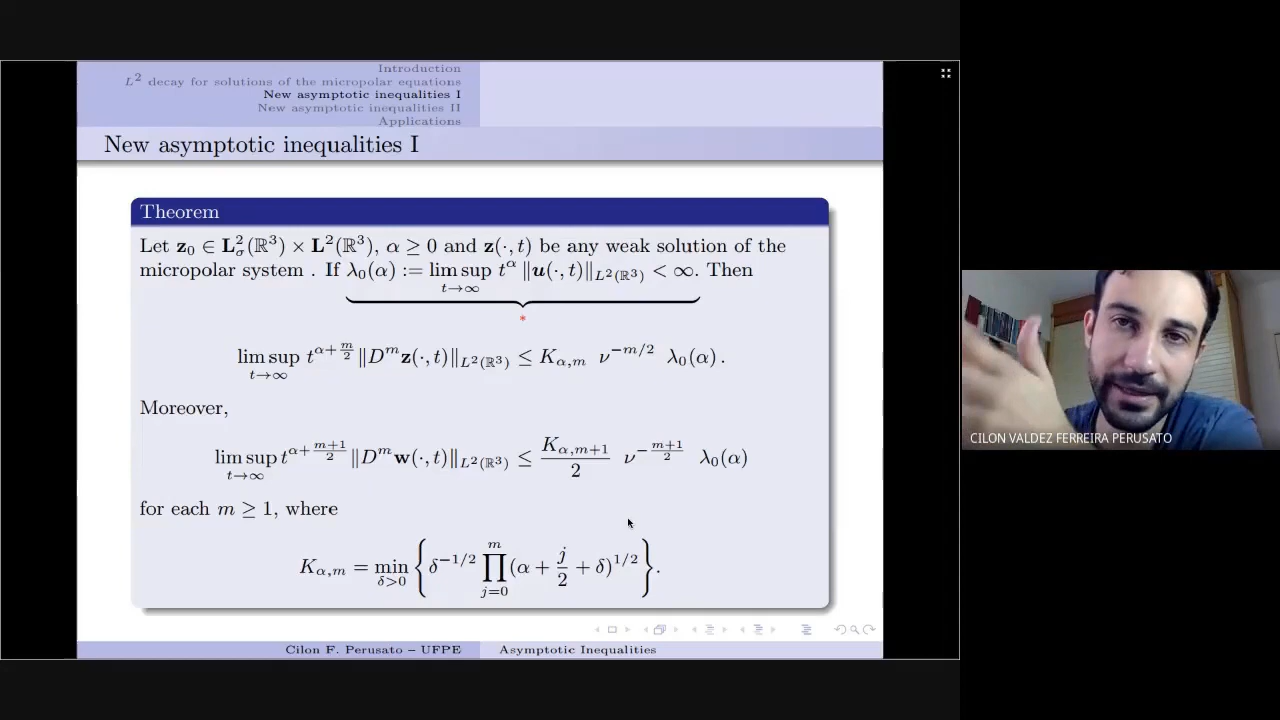 Introduction
L² decay for solutions of the micropolar equations
New asymptotic inequalities I
New asymptotic inequalities II
Applications
New asymptotic inequalities I
Theorem
Let z₀ ∈ L²_σ(ℝ³) × L²(ℝ³), α ≥ 0 and z(·, t) be any weak solution of the
micropolar system . If λ₀(α) := lim sup_{t→∞} t^α ‖u(·, t)‖_{L²(ℝ³)} < ∞. Then
*
lim sup_{t→∞} t^{α+m/2} ‖D^m z(·, t)‖_{L²(ℝ³)} ≤ K_{α,m} ν^{−m/2} λ₀(α) .
Moreover,
lim sup_{t→∞} t^{α+(m+1)/2} ‖D^m w(·, t)‖_{L²(ℝ³)} ≤ K_{α,m+1}/2 ν^{−(m+1)/2} λ₀(α)
for each m ≥ 1, where
K_{α,m} = min_{δ>0} { δ^{−1/2} ∏_{j=0}^{m} (α + j/2 + δ)^{1/2} }.
Cilon F. Perusato – UFPE Asymptotic Inequalities
CILON VALDEZ FERREIRA PERUSATO